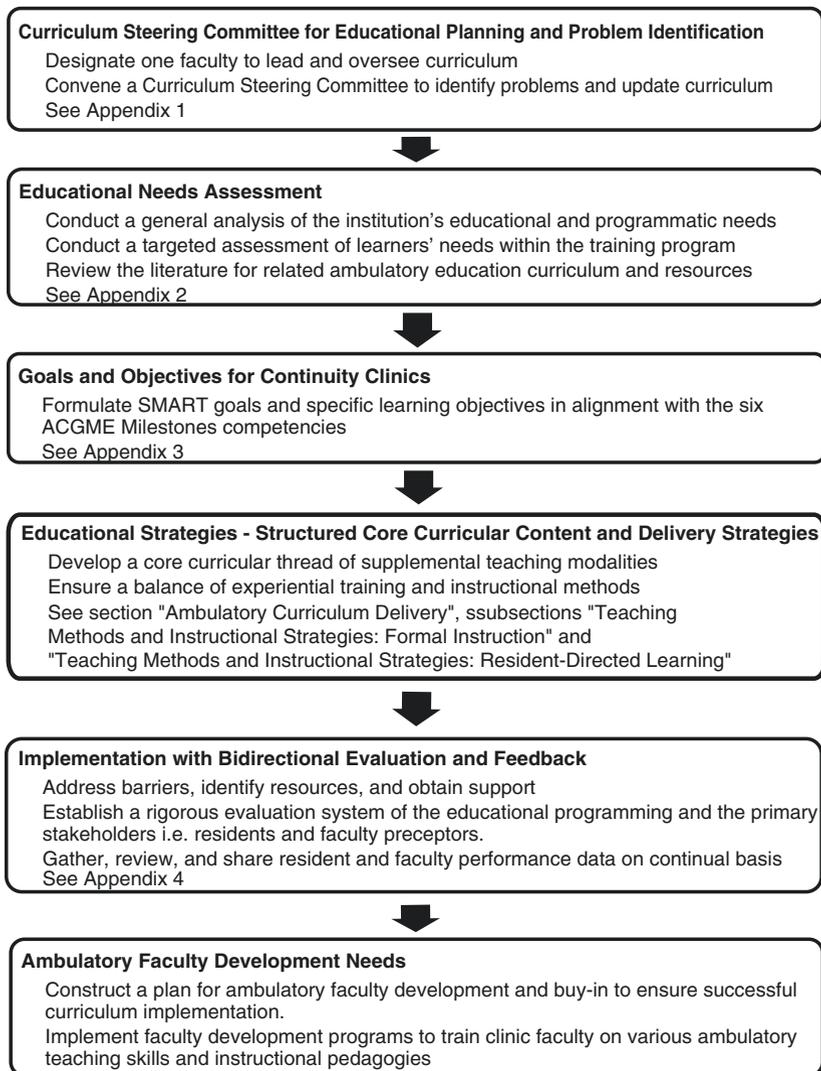 Curriculum Steering Committee for Educational Planning and Problem Identification
Designate one faculty to lead and oversee curriculum
Convene a Curriculum Steering Committee to identify problems and update curriculum
See Appendix 1
Educational Needs Assessment
Conduct a general analysis of the institution's educational and programmatic needs
Conduct a targeted assessment of learners' needs within the training program
Review the literature for related ambulatory education curriculum and resources
See Appendix 2
Goals and Objectives for Continuity Clinics
Formulate SMART goals and specific learning objectives in alignment with the six
ACGME Milestones competencies
See Appendix 3
Educational Strategies - Structured Core Curricular Content and Delivery Strategies
Develop a core curricular thread of supplemental teaching modalities
Ensure a balance of experiential training and instructional methods
See section "Ambulatory Curriculum Delivery", ssubsections "Teaching
Methods and Instructional Strategies: Formal Instruction" and
"Teaching Methods and Instructional Strategies: Resident-Directed Learning"
Implementation with Bidirectional Evaluation and Feedback
Address barriers, identify resources, and obtain support
Establish a rigorous evaluation system of the educational programming and the primary
stakeholders i.e. residents and faculty preceptors.
Gather, review, and share resident and faculty performance data on continual basis
See Appendix 4
Ambulatory Faculty Development Needs
Construct a plan for ambulatory faculty development and buy-in to ensure successful
curriculum implementation.
Implement faculty development programs to train clinic faculty on various ambulatory
teaching skills and instructional pedagogies